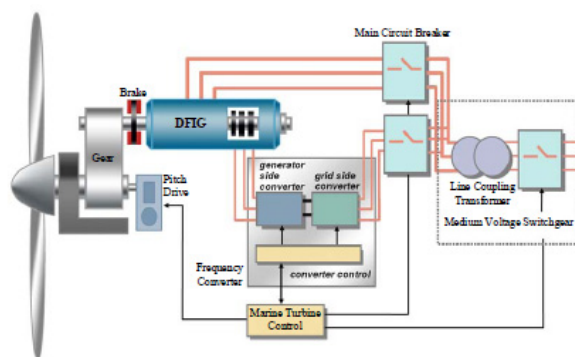 Main Circuit Breaker
Brake
DFIG
Gear
Pitch
Drive
generator
side
converter
grid side
converter
Line Coupling
Transformer
Medium Voltage Switchgear
Frequency
Converter
converter control
Marine Turbine
Control